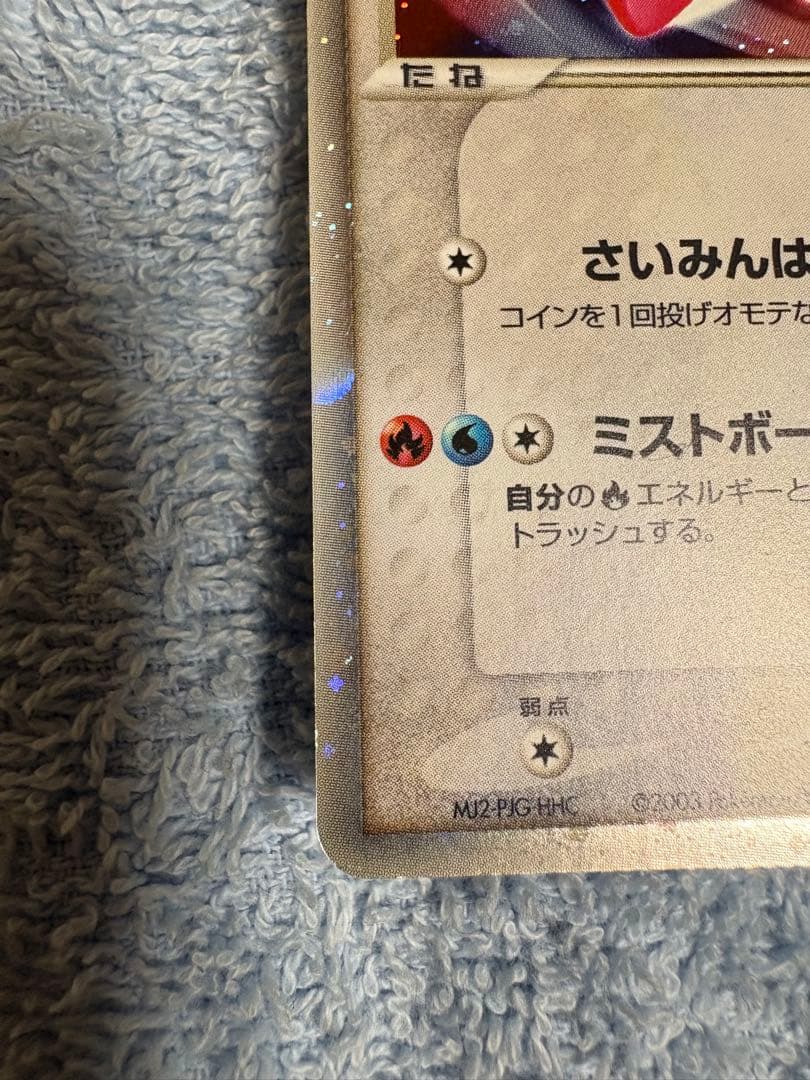 たね
さいみんは
コインを1回投げオモテな
ミストボー
自分のエネルギーと
トラッシュする。
弱点
MJ2-PJG HHC ©2003 Pokémon